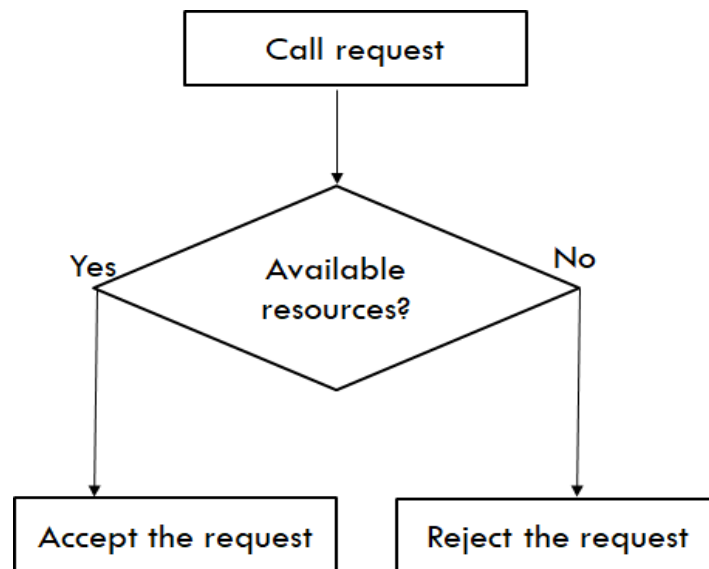 Call request
Yes
No
Available
resources?
Accept the request
Reject the request